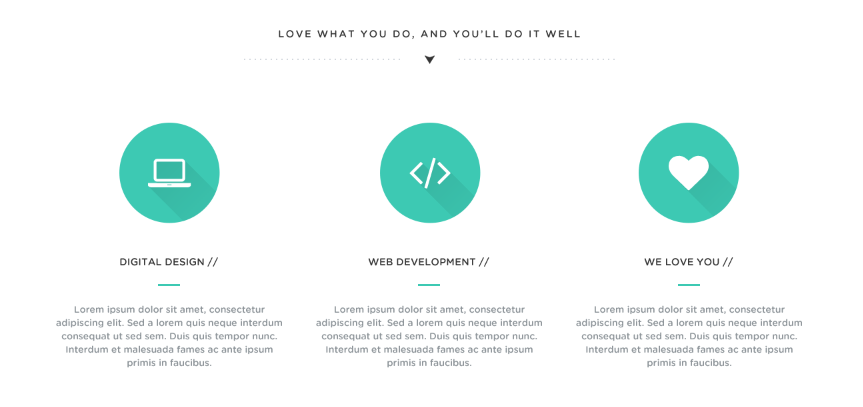 LOVE WHAT YOU DO, AND YOU'LL DO IT WELL
DIGITAL DESIGN //
Lorem ipsum dolor sit amet, consectetur
adipiscing elit. Sed a lorem quis neque interdum
consequat ut sed sem. Duis quis tempor nunc.
Interdum et malesuada fames ac ante ipsum
primis in faucibus.
WEB DEVELOPMENT //
Lorem ipsum dolor sit amet, consectetur
adipiscing elit. Sed a lorem quis neque interdum
consequat ut sed sem. Duis quis tempor nunc.
Interdum et malesuada fames ac ante ipsum
primis in faucibus.
WE LOVE YOU //
Lorem ipsum dolor sit amet, consectetur
adipiscing elit. Sed a lorem quis neque interdum
consequat ut sed sem. Duis quis tempor nunc.
Interdum et malesuada fames ac ante ipsum
primis in faucibus.